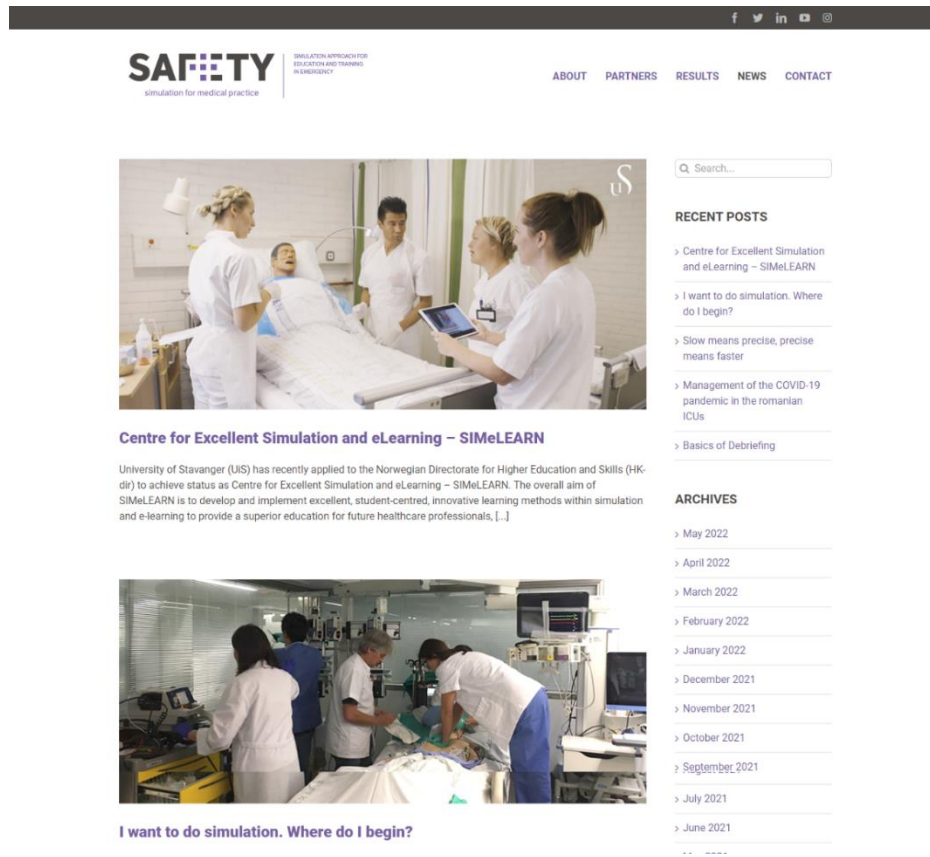 SAFETY
simulation for medical practice
SIMULATION APPROACH FOR
EDUCATION AND TRAINING
IN EMERGENCY
ABOUT PARTNERS RESULTS NEWS CONTACT
uS
Centre for Excellent Simulation and eLearning – SIMeLEARN
University of Stavanger (UiS) has recently applied to the Norwegian Directorate for Higher Education and Skills (HK-
dir) to achieve status as Centre for Excellent Simulation and eLearning – SIMeLEARN. The overall aim of
SIMeLEARN is to develop and implement excellent, student-centred, innovative learning methods within simulation
and e-learning to provide a superior education for future healthcare professionals, [...]
I want to do simulation. Where do I begin?
Search...
RECENT POSTS
Centre for Excellent Simulation
and eLearning – SIMeLEARN
I want to do simulation. Where
do I begin?
Slow means precise, precise
means faster
Management of the COVID-19
pandemic in the romanian
ICUs
Basics of Debriefing
ARCHIVES
May 2022
April 2022
March 2022
February 2022
January 2022
December 2021
November 2021
October 2021
September 2021
July 2021
June 2021